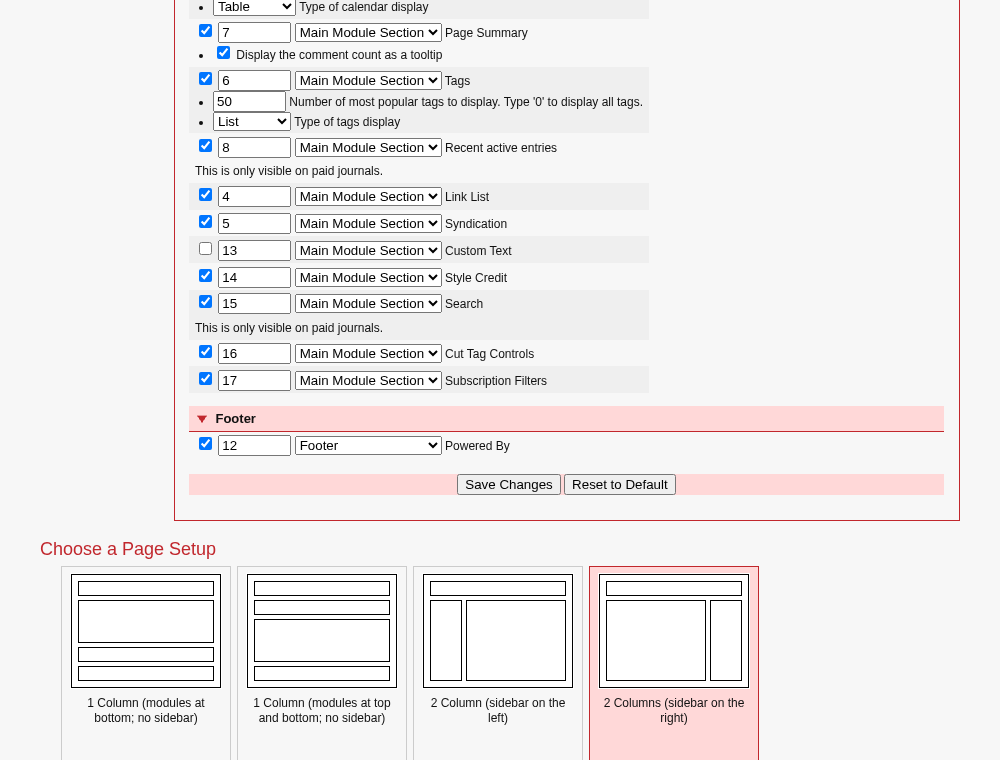 Table Type of calendar display
7 Main Module Section Page Summary
Display the comment count as a tooltip
6 Main Module Section Tags
50 Number of most popular tags to display. Type '0' to display all tags.
List Type of tags display
8 Main Module Section Recent active entries
This is only visible on paid journals.
4 Main Module Section Link List
5 Main Module Section Syndication
13 Main Module Section Custom Text
14 Main Module Section Style Credit
15 Main Module Section Search
This is only visible on paid journals.
16 Main Module Section Cut Tag Controls
17 Main Module Section Subscription Filters
Footer
12 Footer Powered By
Save Changes Reset to Default
Choose a Page Setup
1 Column (modules at
bottom; no sidebar)
1 Column (modules at top
and bottom; no sidebar)
2 Column (sidebar on the
left)
2 Columns (sidebar on the
right)